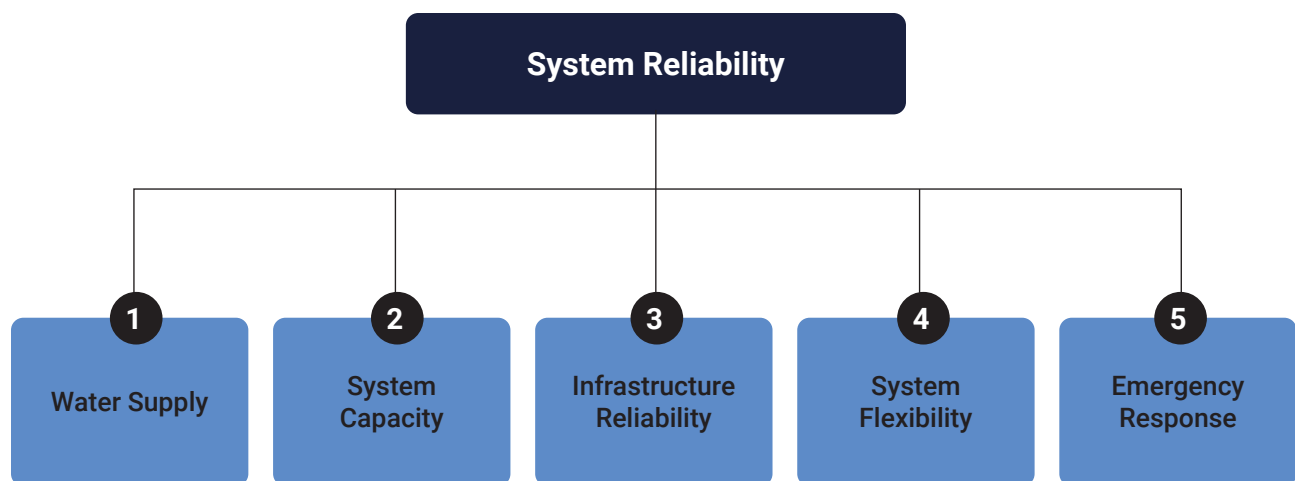 System Reliability
1
2
3
4
5
Water Supply
System
Capacity
Infrastructure
Reliability
System
Flexibility
Emergency
Response